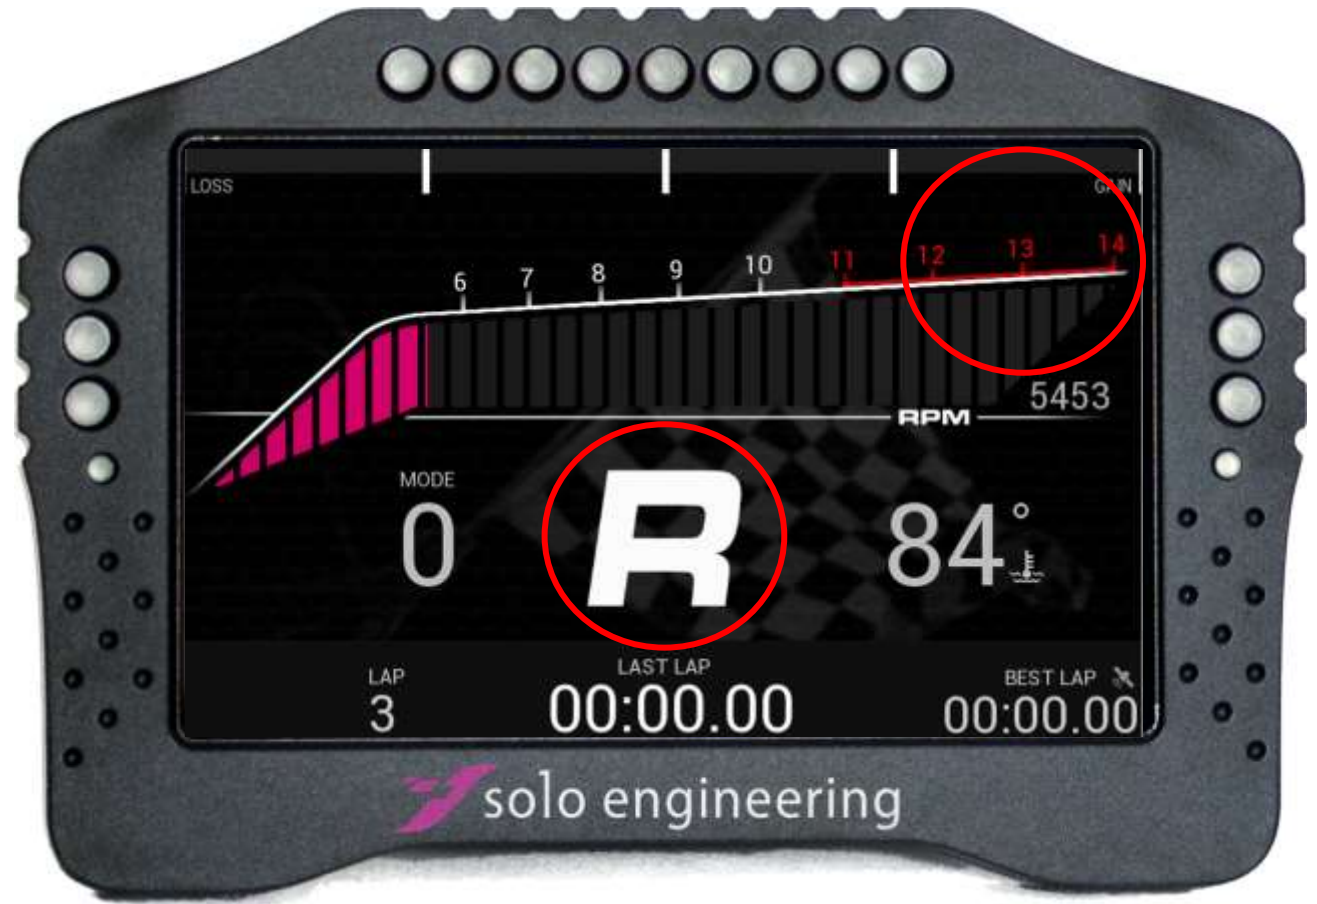 LOSS
GAIN
6 7 8 9 10 11 12 13 14
5453
RPM
MODE
0
R
84°
LAP
3
LAST LAP
00:00.00
BEST LAP
00:00.00
solo engineering